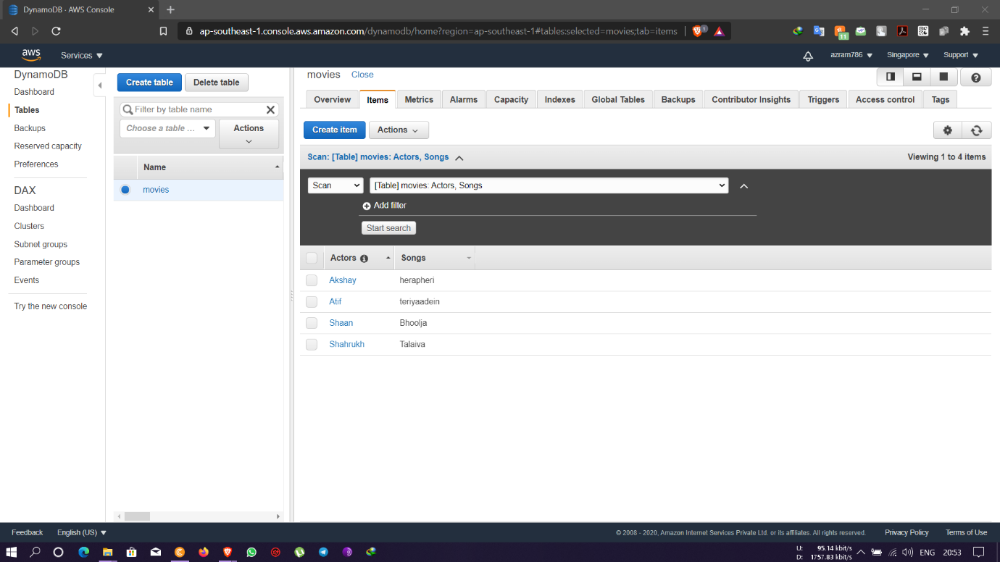 DynamoDB - AWS Console
ap-southeast-1.console.aws.amazon.com/dynamodb/home?region=ap-southeast-1#tables:selected=movies;tab=items
1
11
aws Services azram786 Singapore Support
DynamoDB
Dashboard
Tables
Backups
Reserved capacity
Preferences
DAX
Dashboard
Clusters
Subnet groups
Parameter groups
Events
Try the new console
Create table Delete table
Filter by table name
Choose a table ... Actions
Name
movies
movies Close
Overview Items Metrics Alarms Capacity Indexes Global Tables Backups Contributor Insights Triggers Access control Tags
Create item Actions
Scan: [Table] movies: Actors, Songs Viewing 1 to 4 items
Scan [Table] movies: Actors, Songs
Add filter
Start search
Actors Songs
Akshay herapheri
Atif teriyaadein
Shaan Bhoolja
Shahrukh Talaiva
Feedback English (US) © 2008 - 2020, Amazon Internet Services Private Ltd. or its affiliates. All rights reserved. Privacy Policy Terms of Use
U: 95.14 kbit/s
D: 1757.83 kbit/s
ENG 20:53